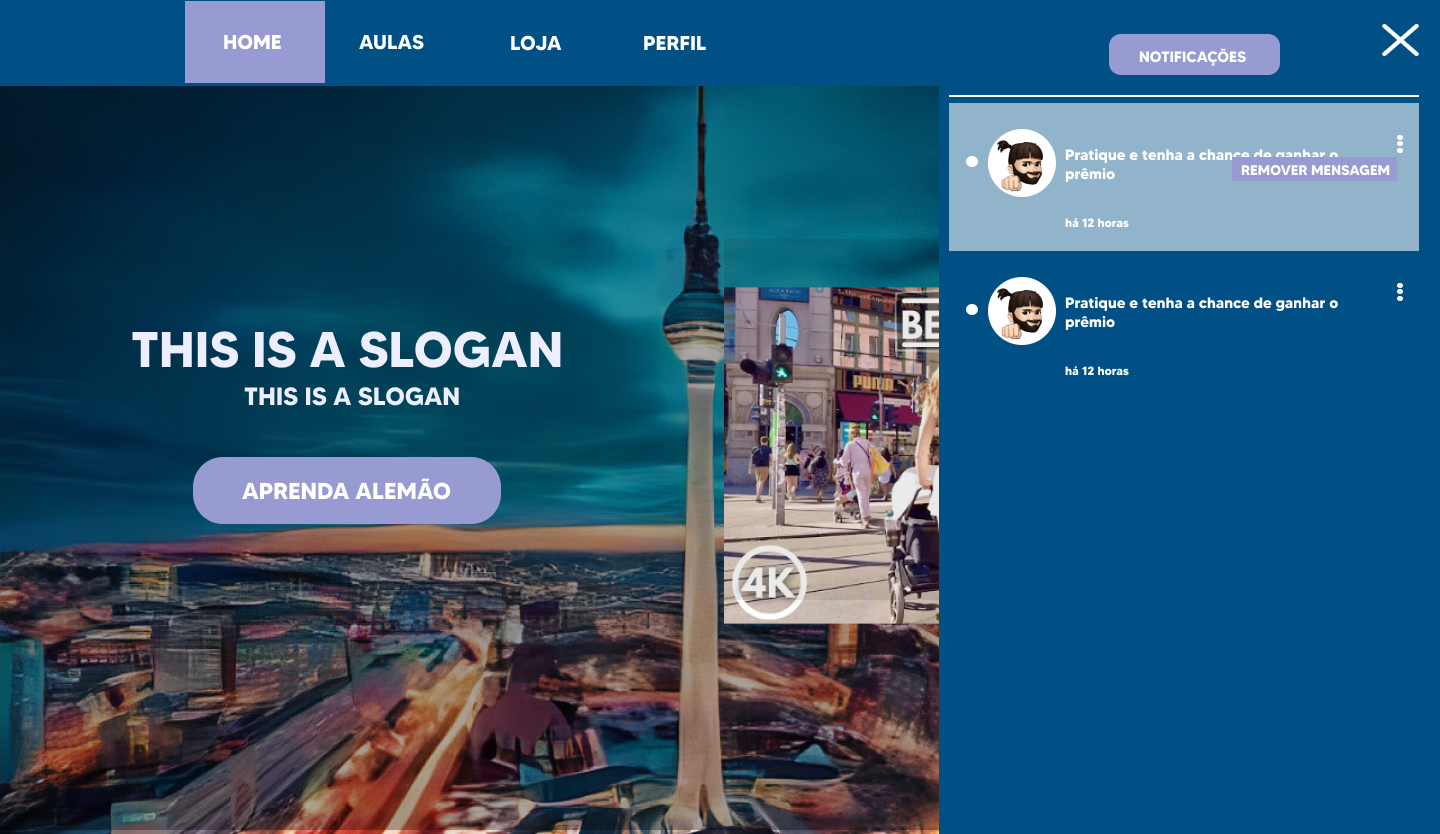 HOME
AULAS
LOJA
PERFIL
NOTIFICAÇÕES
Pratique e tenha a chance de ganhar o
prêmio
REMOVER MENSAGEM
há 12 horas
Pratique e tenha a chance de ganhar o
prêmio
há 12 horas
THIS IS A SLOGAN
THIS IS A SLOGAN
APRENDA ALEMÃO
BE
4K